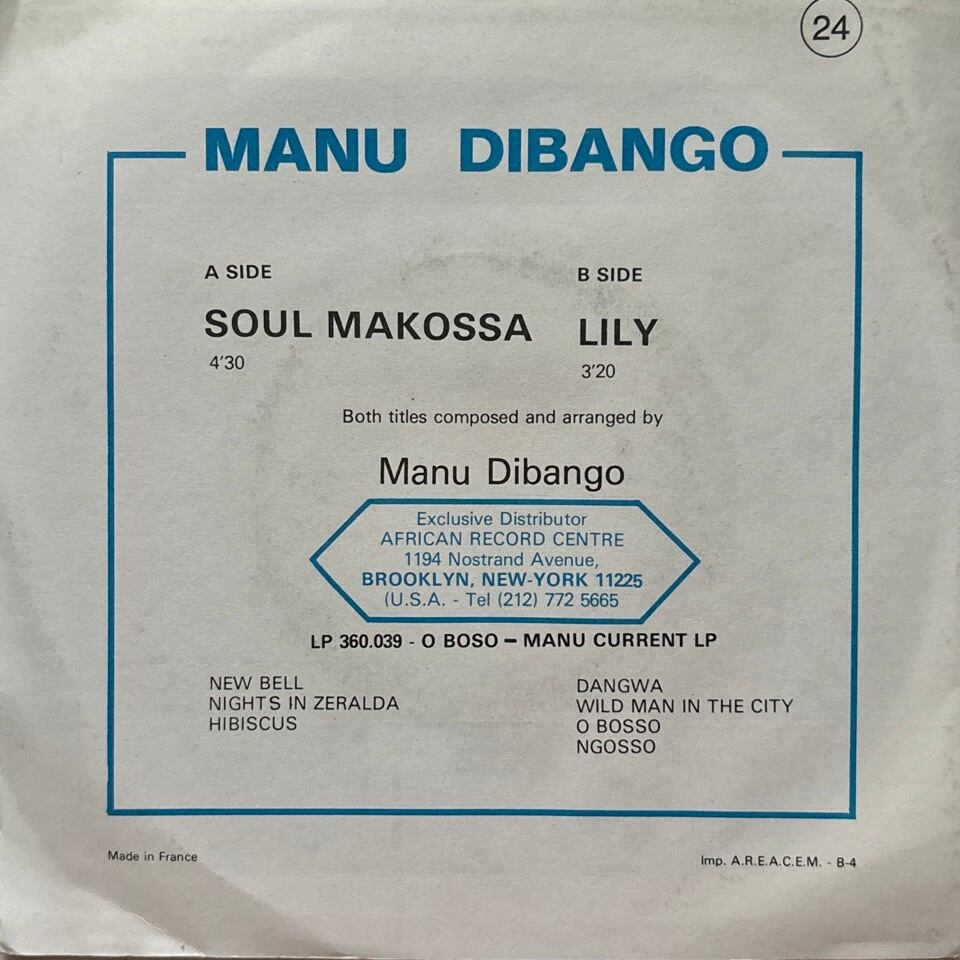 24
MANU DIBANGO
A SIDE
SOUL MAKOSSA
4'30
B SIDE
LILY
3'20
Both titles composed and arranged by
Manu Dibango
Exclusive Distributor
AFRICAN RECORD CENTRE
1194 Nostrand Avenue,
BROOKLYN, NEW-YORK 11225
(U.S.A. - Tel (212) 772 5665
LP 360.039 - O BOSO – MANU CURRENT LP
NEW BELL
NIGHTS IN ZERALDA
HIBISCUS
DANGWA
WILD MAN IN THE CITY
O BOSSO
NGOSSO
Made in France
Imp. A.R.E.A.C.E.M. - B-4